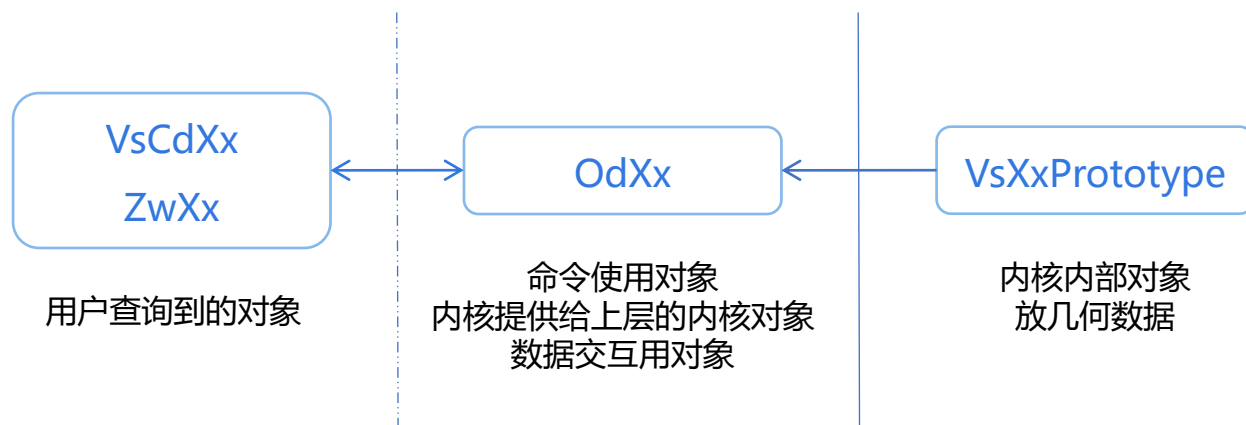 VsCdXx
ZwXx
用户查询到的对象
OdXx
命令使用对象
内核提供给上层的内核对象
数据交互用对象
VsXxPrototype
内核内部对象
放几何数据